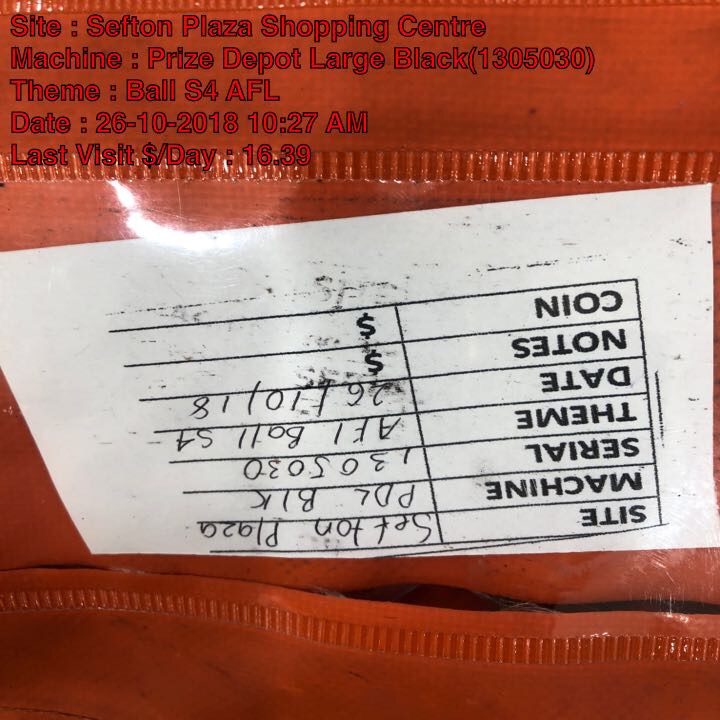 Site : Sefton Plaza Shopping Centre
Machine : Prize Depot Large Black(1305030)
Theme : Ball S4 AFL
Date : 26-10-2018 10:27 AM
Last Visit $/Day : 16.39
SITE Sefton Plaza
MACHINE PDL Blk
SERIAL 1305030
THEME AFl Ball S4
DATE 26/10/18
NOTES $
COIN $